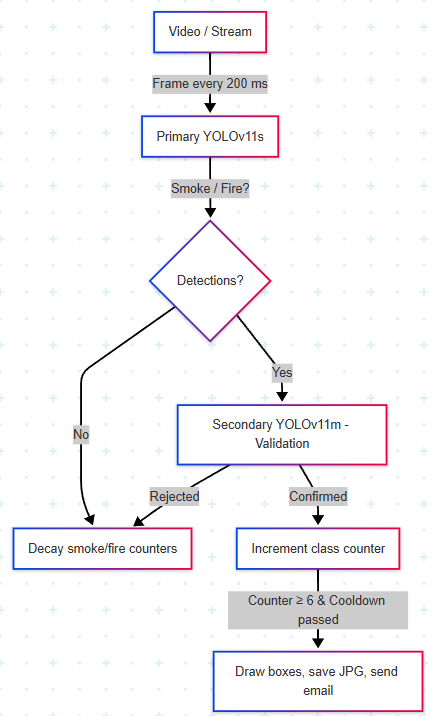 Video / Stream
Frame every 200 ms
Primary YOLOv11s
Smoke / Fire?
Detections?
Yes
No
Secondary YOLOv11m -
Validation
Rejected
Confirmed
Decay smoke/fire counters
Increment class counter
Counter ≥ 6 & Cooldown
passed
Draw boxes, save JPG, send
email